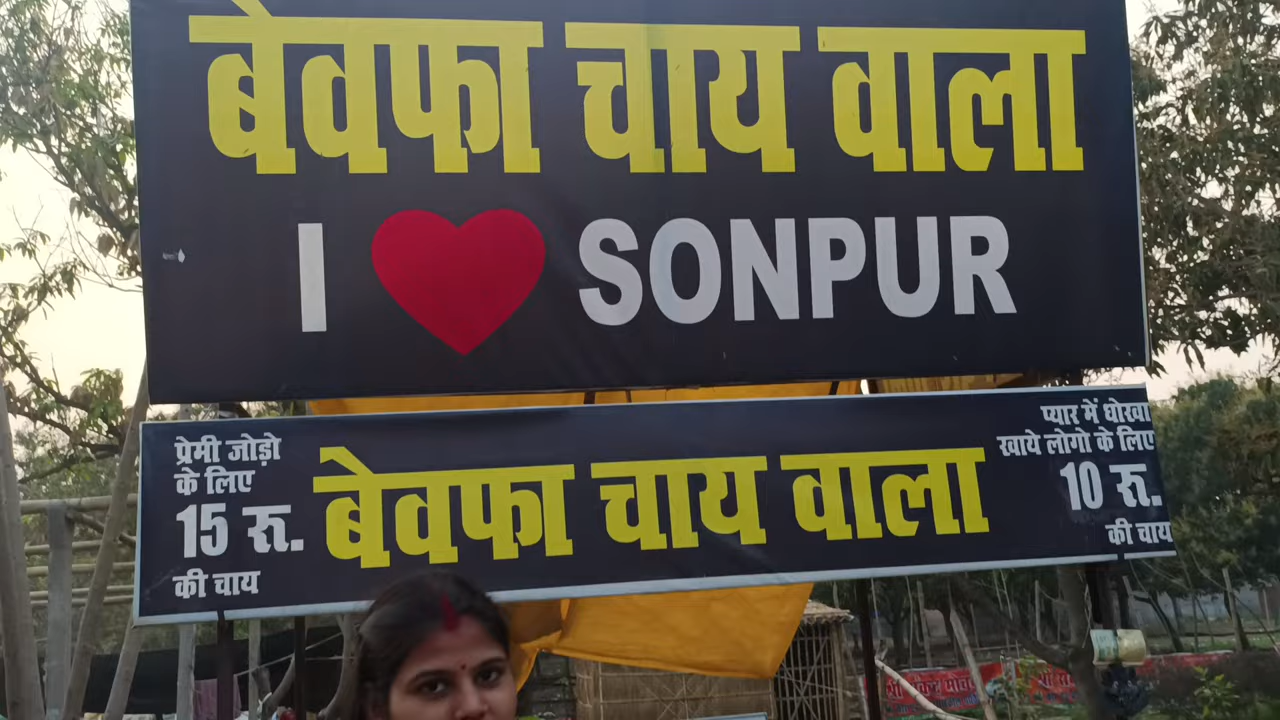 बेवफा चाय वाला
I ❤ SONPUR
प्रेमी जोड़ो
के लिए
15 रू.
की चाय
बेवफा चाय वाला
प्यार में धोखा
खाये लोगो के लिए
10 रू.
की चाय